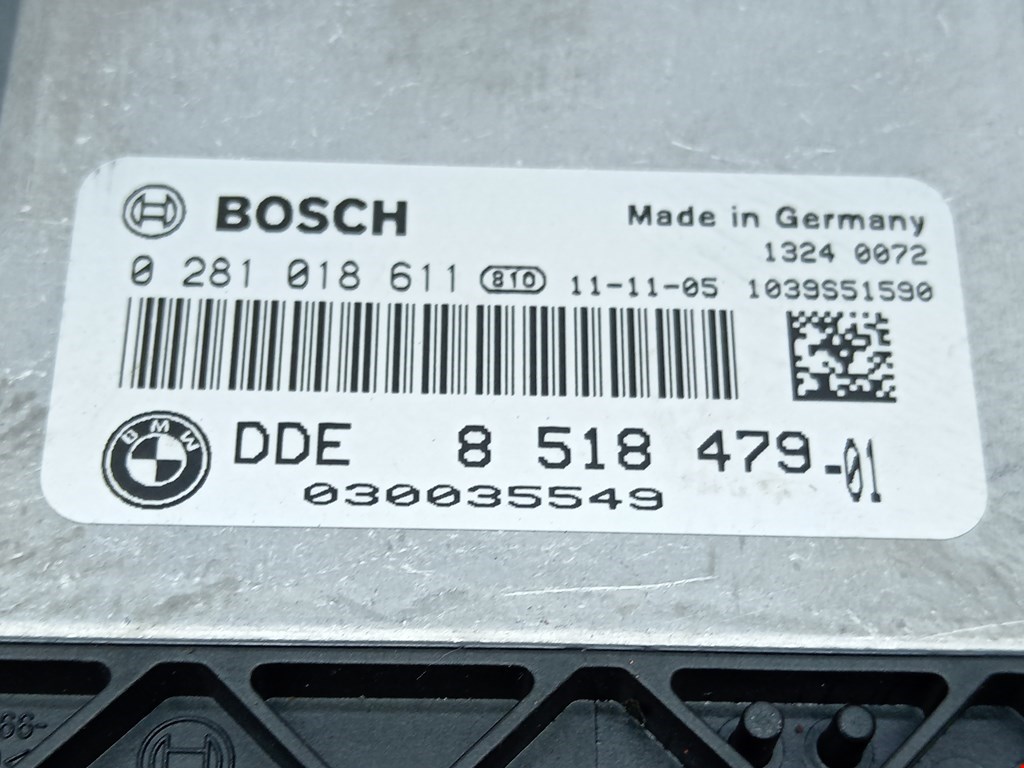 BOSCH
Made in Germany
1324 0072
0 281 018 611 810 11-11-05 1039S51590
BMW
DDE 8 518 479-01
030035549